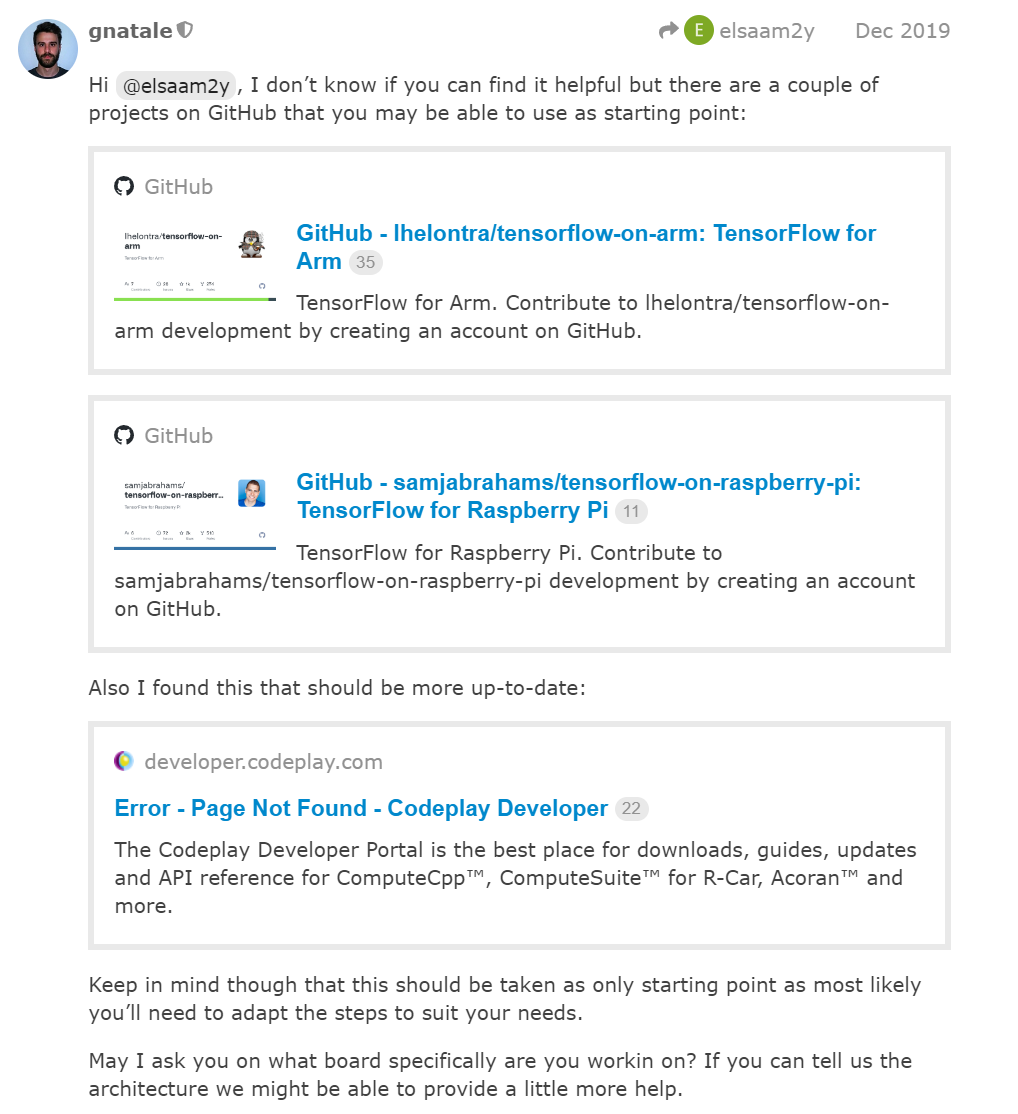 gnatale
E elsaam2y Dec 2019
Hi @elsaam2y, I don’t know if you can find it helpful but there are a couple of
projects on GitHub that you may be able to use as starting point:
GitHub
lhelontra/tensorflow-on-
arm
TensorFlow for Arm
GitHub - lhelontra/tensorflow-on-arm: TensorFlow for
Arm 35
TensorFlow for Arm. Contribute to lhelontra/tensorflow-on-
arm development by creating an account on GitHub.
GitHub
samjabrahams/
tensorflow-on-raspberr...
TensorFlow for Raspberry Pi
GitHub - samjabrahams/tensorflow-on-raspberry-pi:
TensorFlow for Raspberry Pi 11
TensorFlow for Raspberry Pi. Contribute to
samjabrahams/tensorflow-on-raspberry-pi development by creating an account
on GitHub.
Also I found this that should be more up-to-date:
developer.codeplay.com
Error - Page Not Found - Codeplay Developer 22
The Codeplay Developer Portal is the best place for downloads, guides, updates
and API reference for ComputeCpp™, ComputeSuite™ for R-Car, Acoran™ and
more.
Keep in mind though that this should be taken as only starting point as most likely
you’ll need to adapt the steps to suit your needs.
May I ask you on what board specifically are you workin on? If you can tell us the
architecture we might be able to provide a little more help.